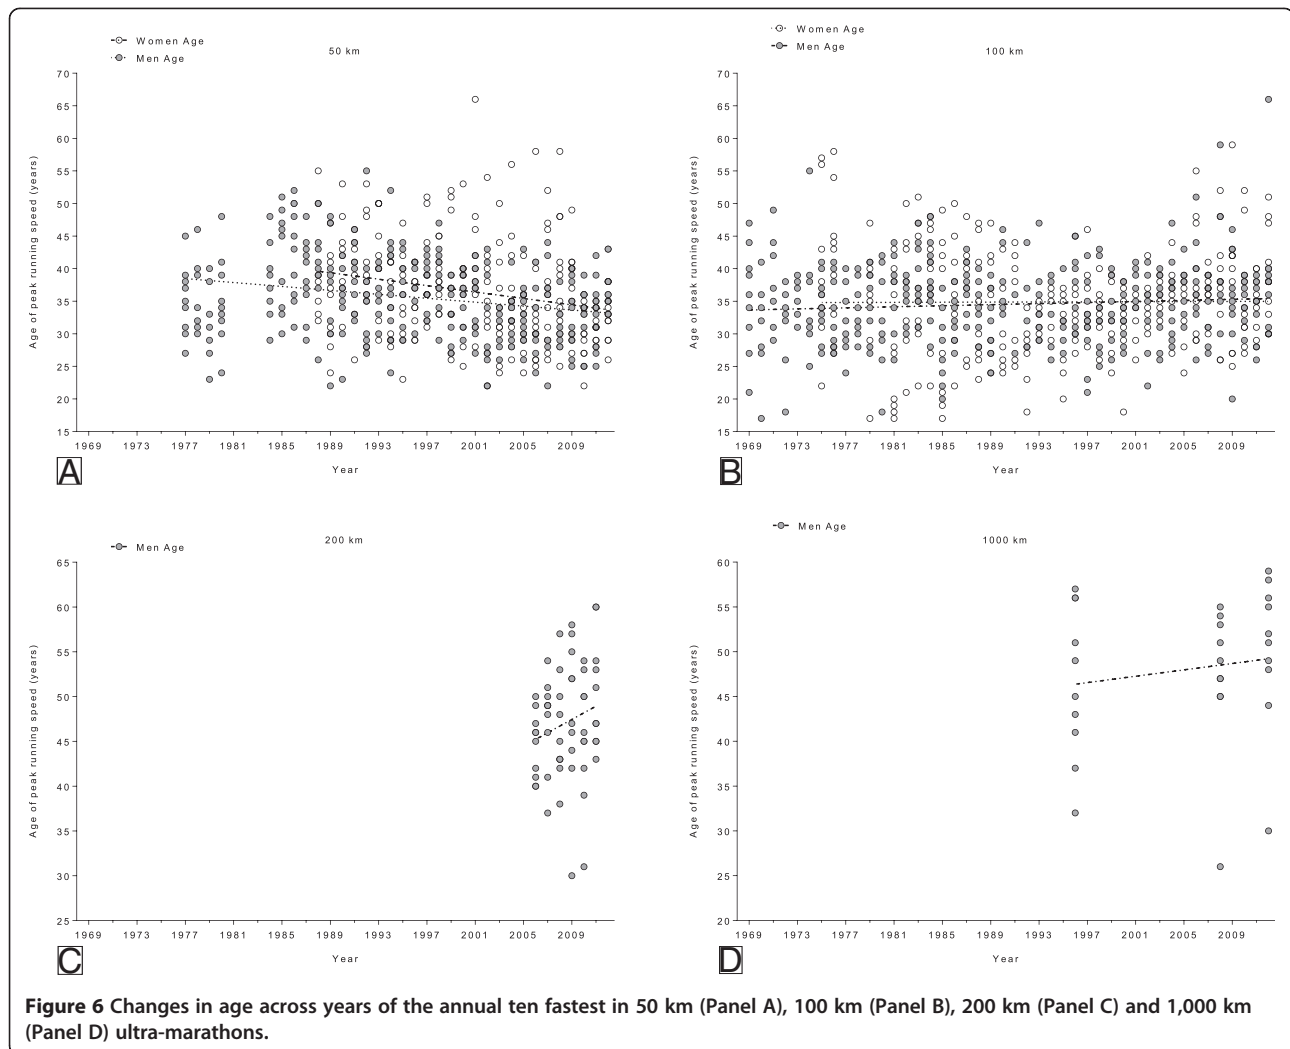 Women Age
Men Age
50 km
70
65
60
55
50
45
40
35
30
25
20
15
Age of peak running speed (years)
1969 1973 1977 1981 1985 1989 1993 1997 2001 2005 2009
Year
A
Women Age
Men Age
100 km
70
65
60
55
50
45
40
35
30
25
20
15
Age of peak running speed (years)
1969 1973 1977 1981 1985 1989 1993 1997 2001 2005 2009
Year
B
Men Age
200 km
65
60
55
50
45
40
35
30
25
Age of peak running speed (years)
1969 1973 1977 1981 1985 1989 1993 1997 2001 2005 2009
Year
C
Men Age
1000 km
60
55
50
45
40
35
30
25
20
Age of peak running speed (years)
1969 1973 1977 1981 1985 1989 1993 1997 2001 2005 2009
Year
D
Figure 6 Changes in age across years of the annual ten fastest in 50 km (Panel A), 100 km (Panel B), 200 km (Panel C) and 1,000 km
(Panel D) ultra-marathons.